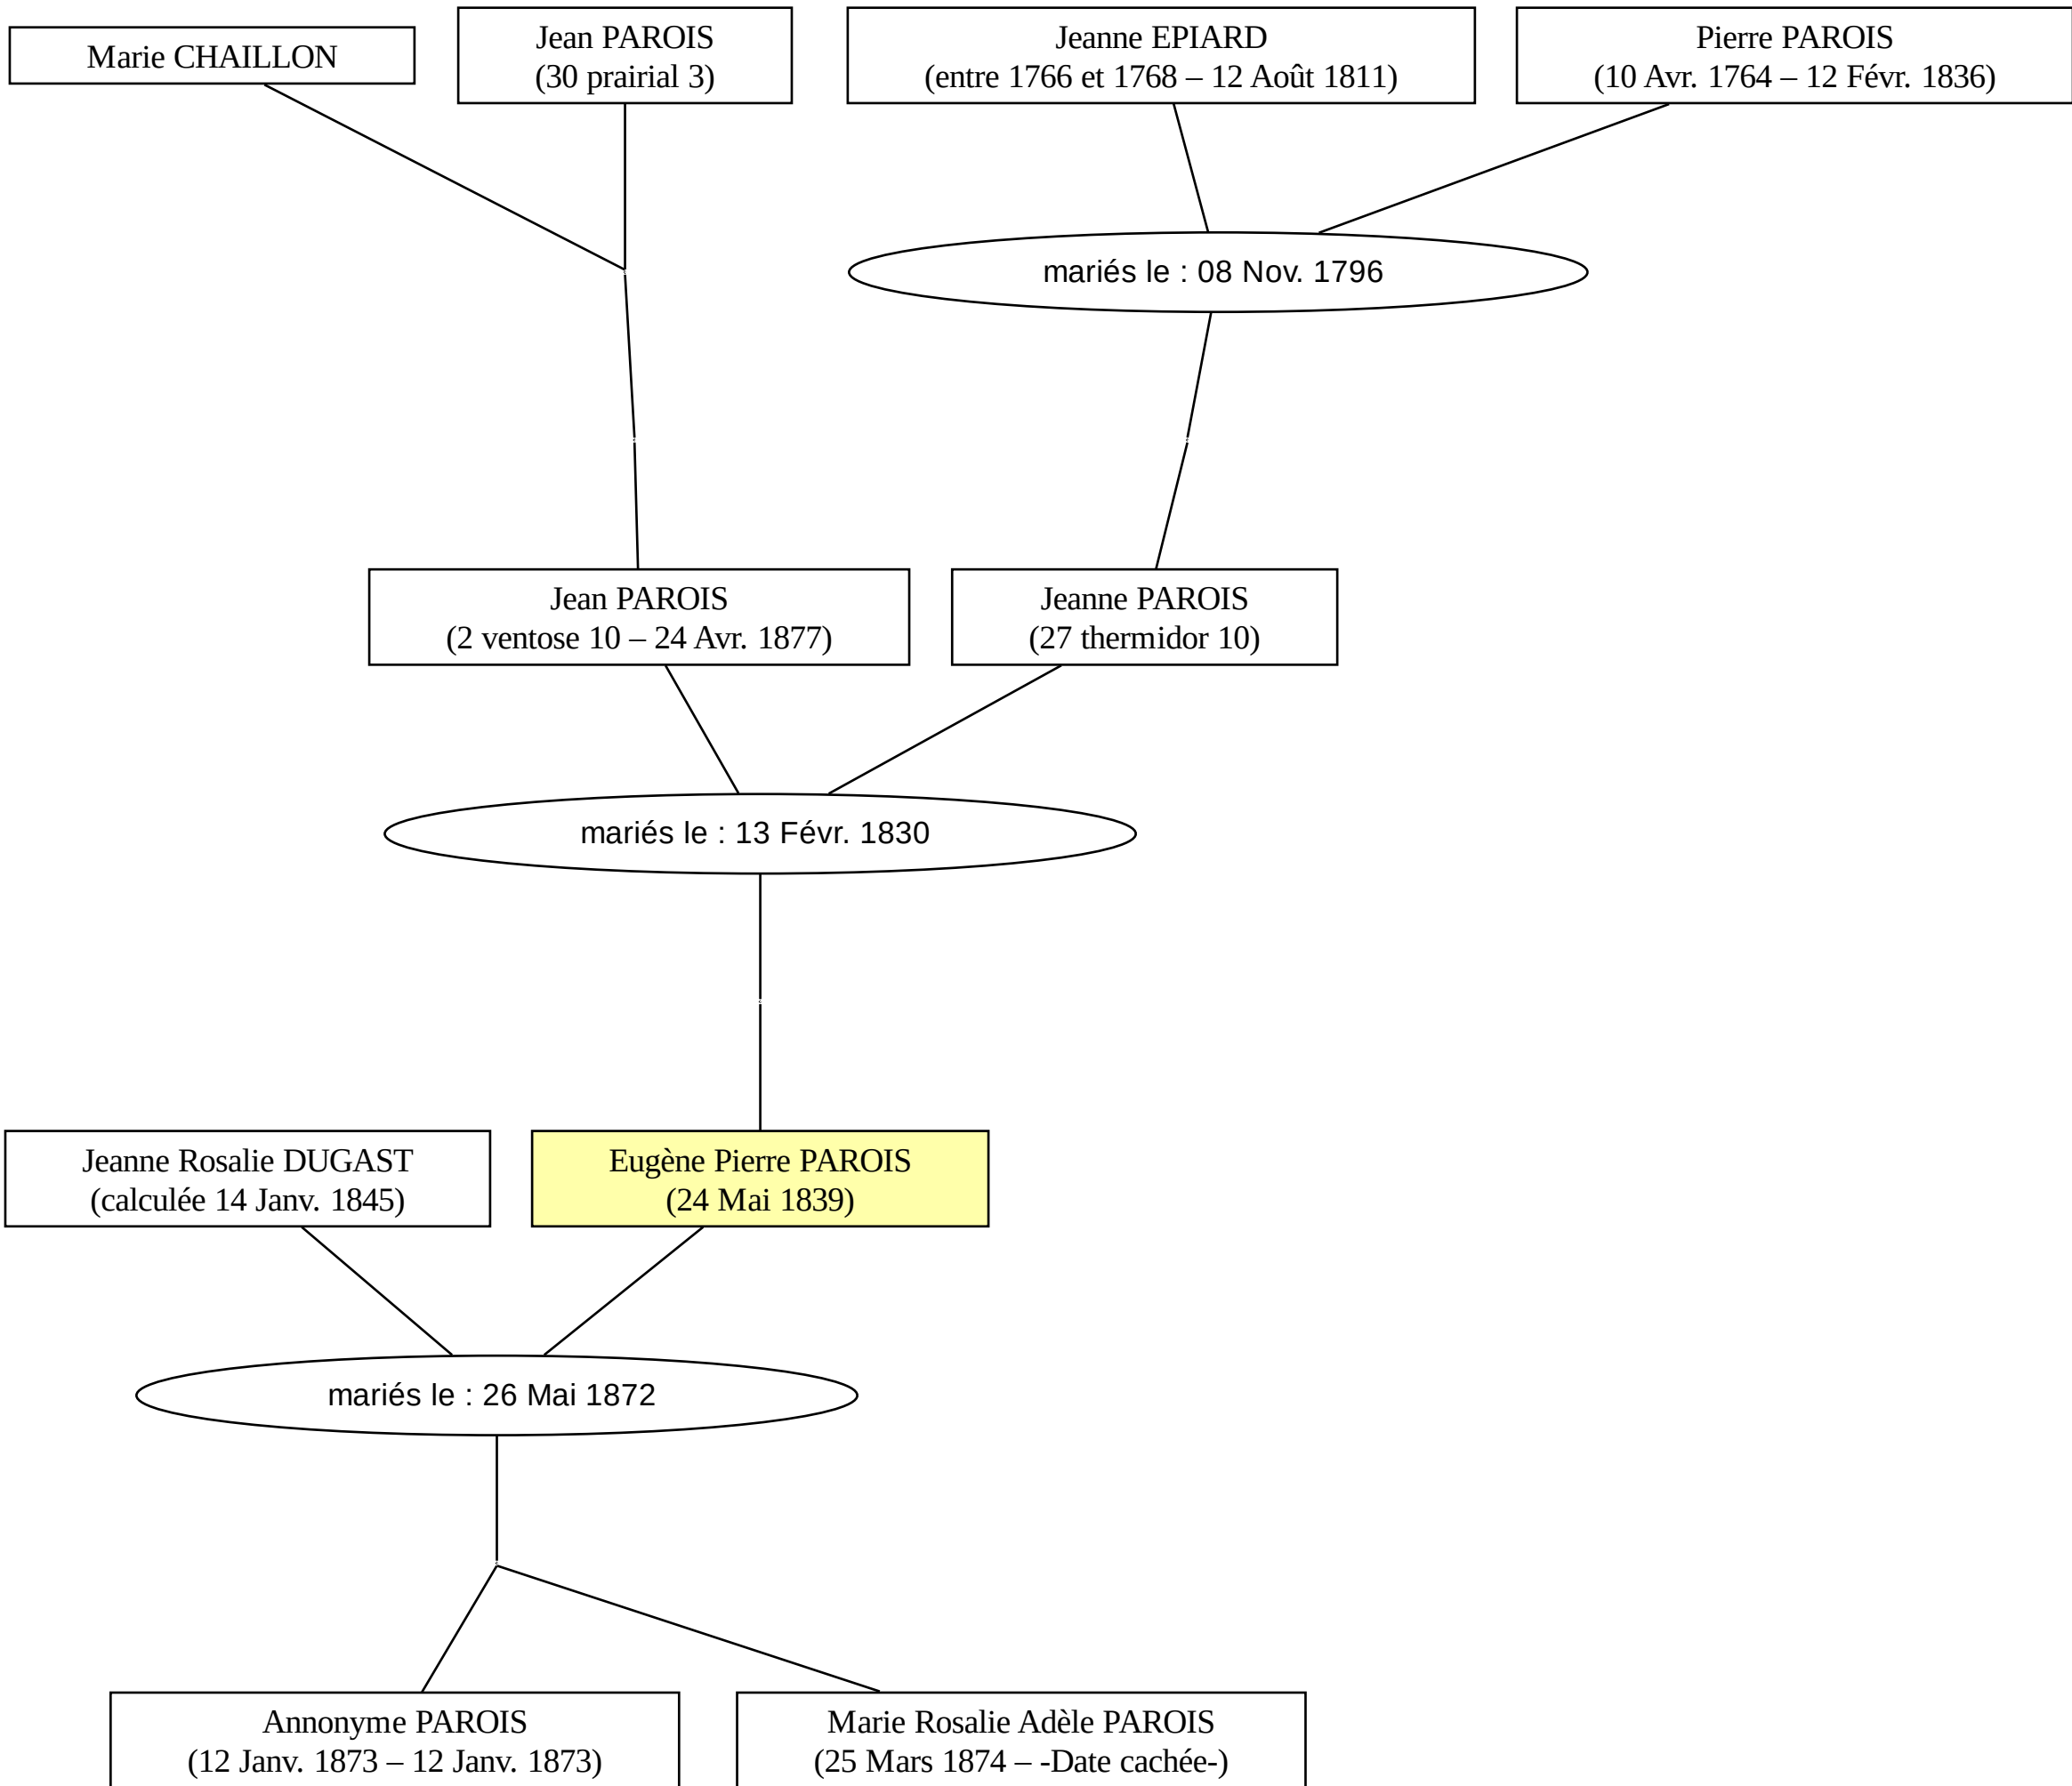 Marie CHAILLON
Jean PAROIS
(30 prairial 3)
Jeanne EPIARD
(entre 1766 et 1768 – 12 Août 1811)
Pierre PAROIS
(10 Avr. 1764 – 12 Févr. 1836)
mariés le : 08 Nov. 1796
Jean PAROIS
(2 ventose 10 – 24 Avr. 1877)
Jeanne PAROIS
(27 thermidor 10)
mariés le : 13 Févr. 1830
Jeanne Rosalie DUGAST
(calculée 14 Janv. 1845)
Eugène Pierre PAROIS
(24 Mai 1839)
mariés le : 26 Mai 1872
Annonyme PAROIS
(12 Janv. 1873 – 12 Janv. 1873)
Marie Rosalie Adèle PAROIS
(25 Mars 1874 – -Date cachée-)